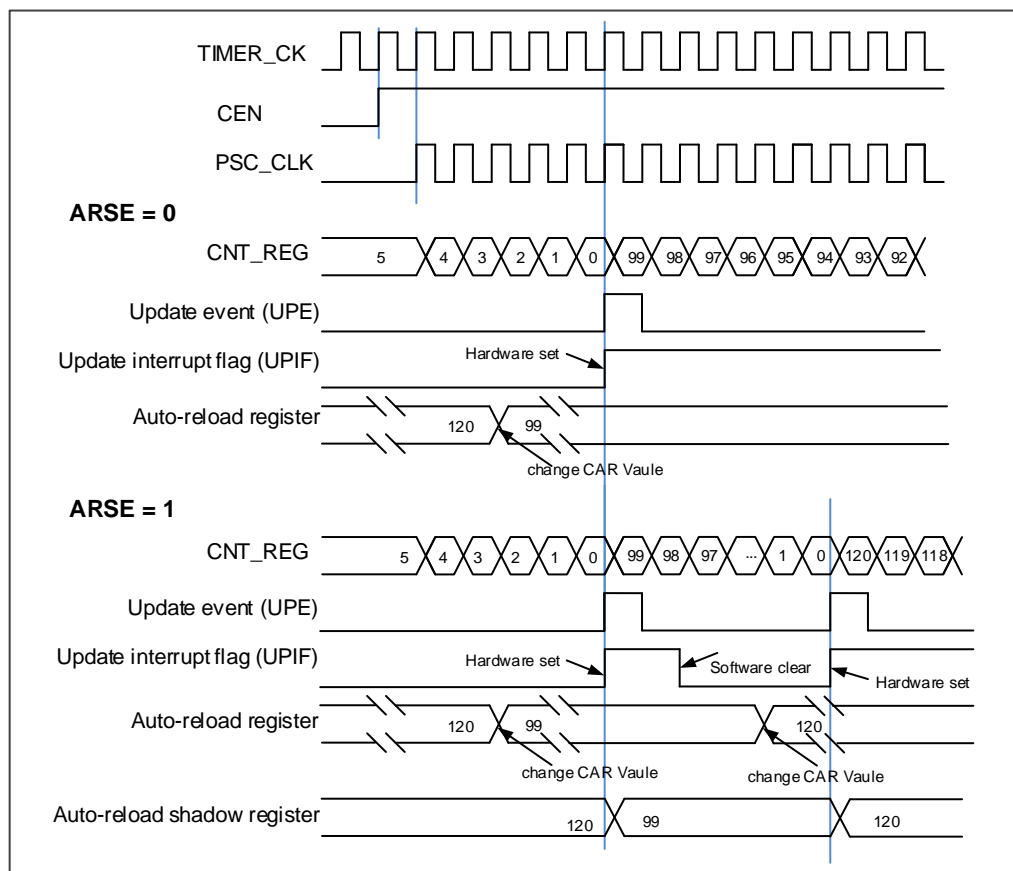 TIMER_CK
CEN
PSC_CLK
ARSE = 0
CNT_REG 5 4 3 2 1 0 99 98 97 96 95 94 93 92
Update event (UPE)
Update interrupt flag (UPIF) Hardware set
Auto-reload register 120 99
change CAR Vaule
ARSE = 1
CNT_REG 5 4 3 2 1 0 99 98 97 ... 1 0 120 119 118
Update event (UPE)
Update interrupt flag (UPIF) Hardware set Software clear Hardware set
Auto-reload register 120 99 120
change CAR Vaule change CAR Vaule
Auto-reload shadow register 120 99 120